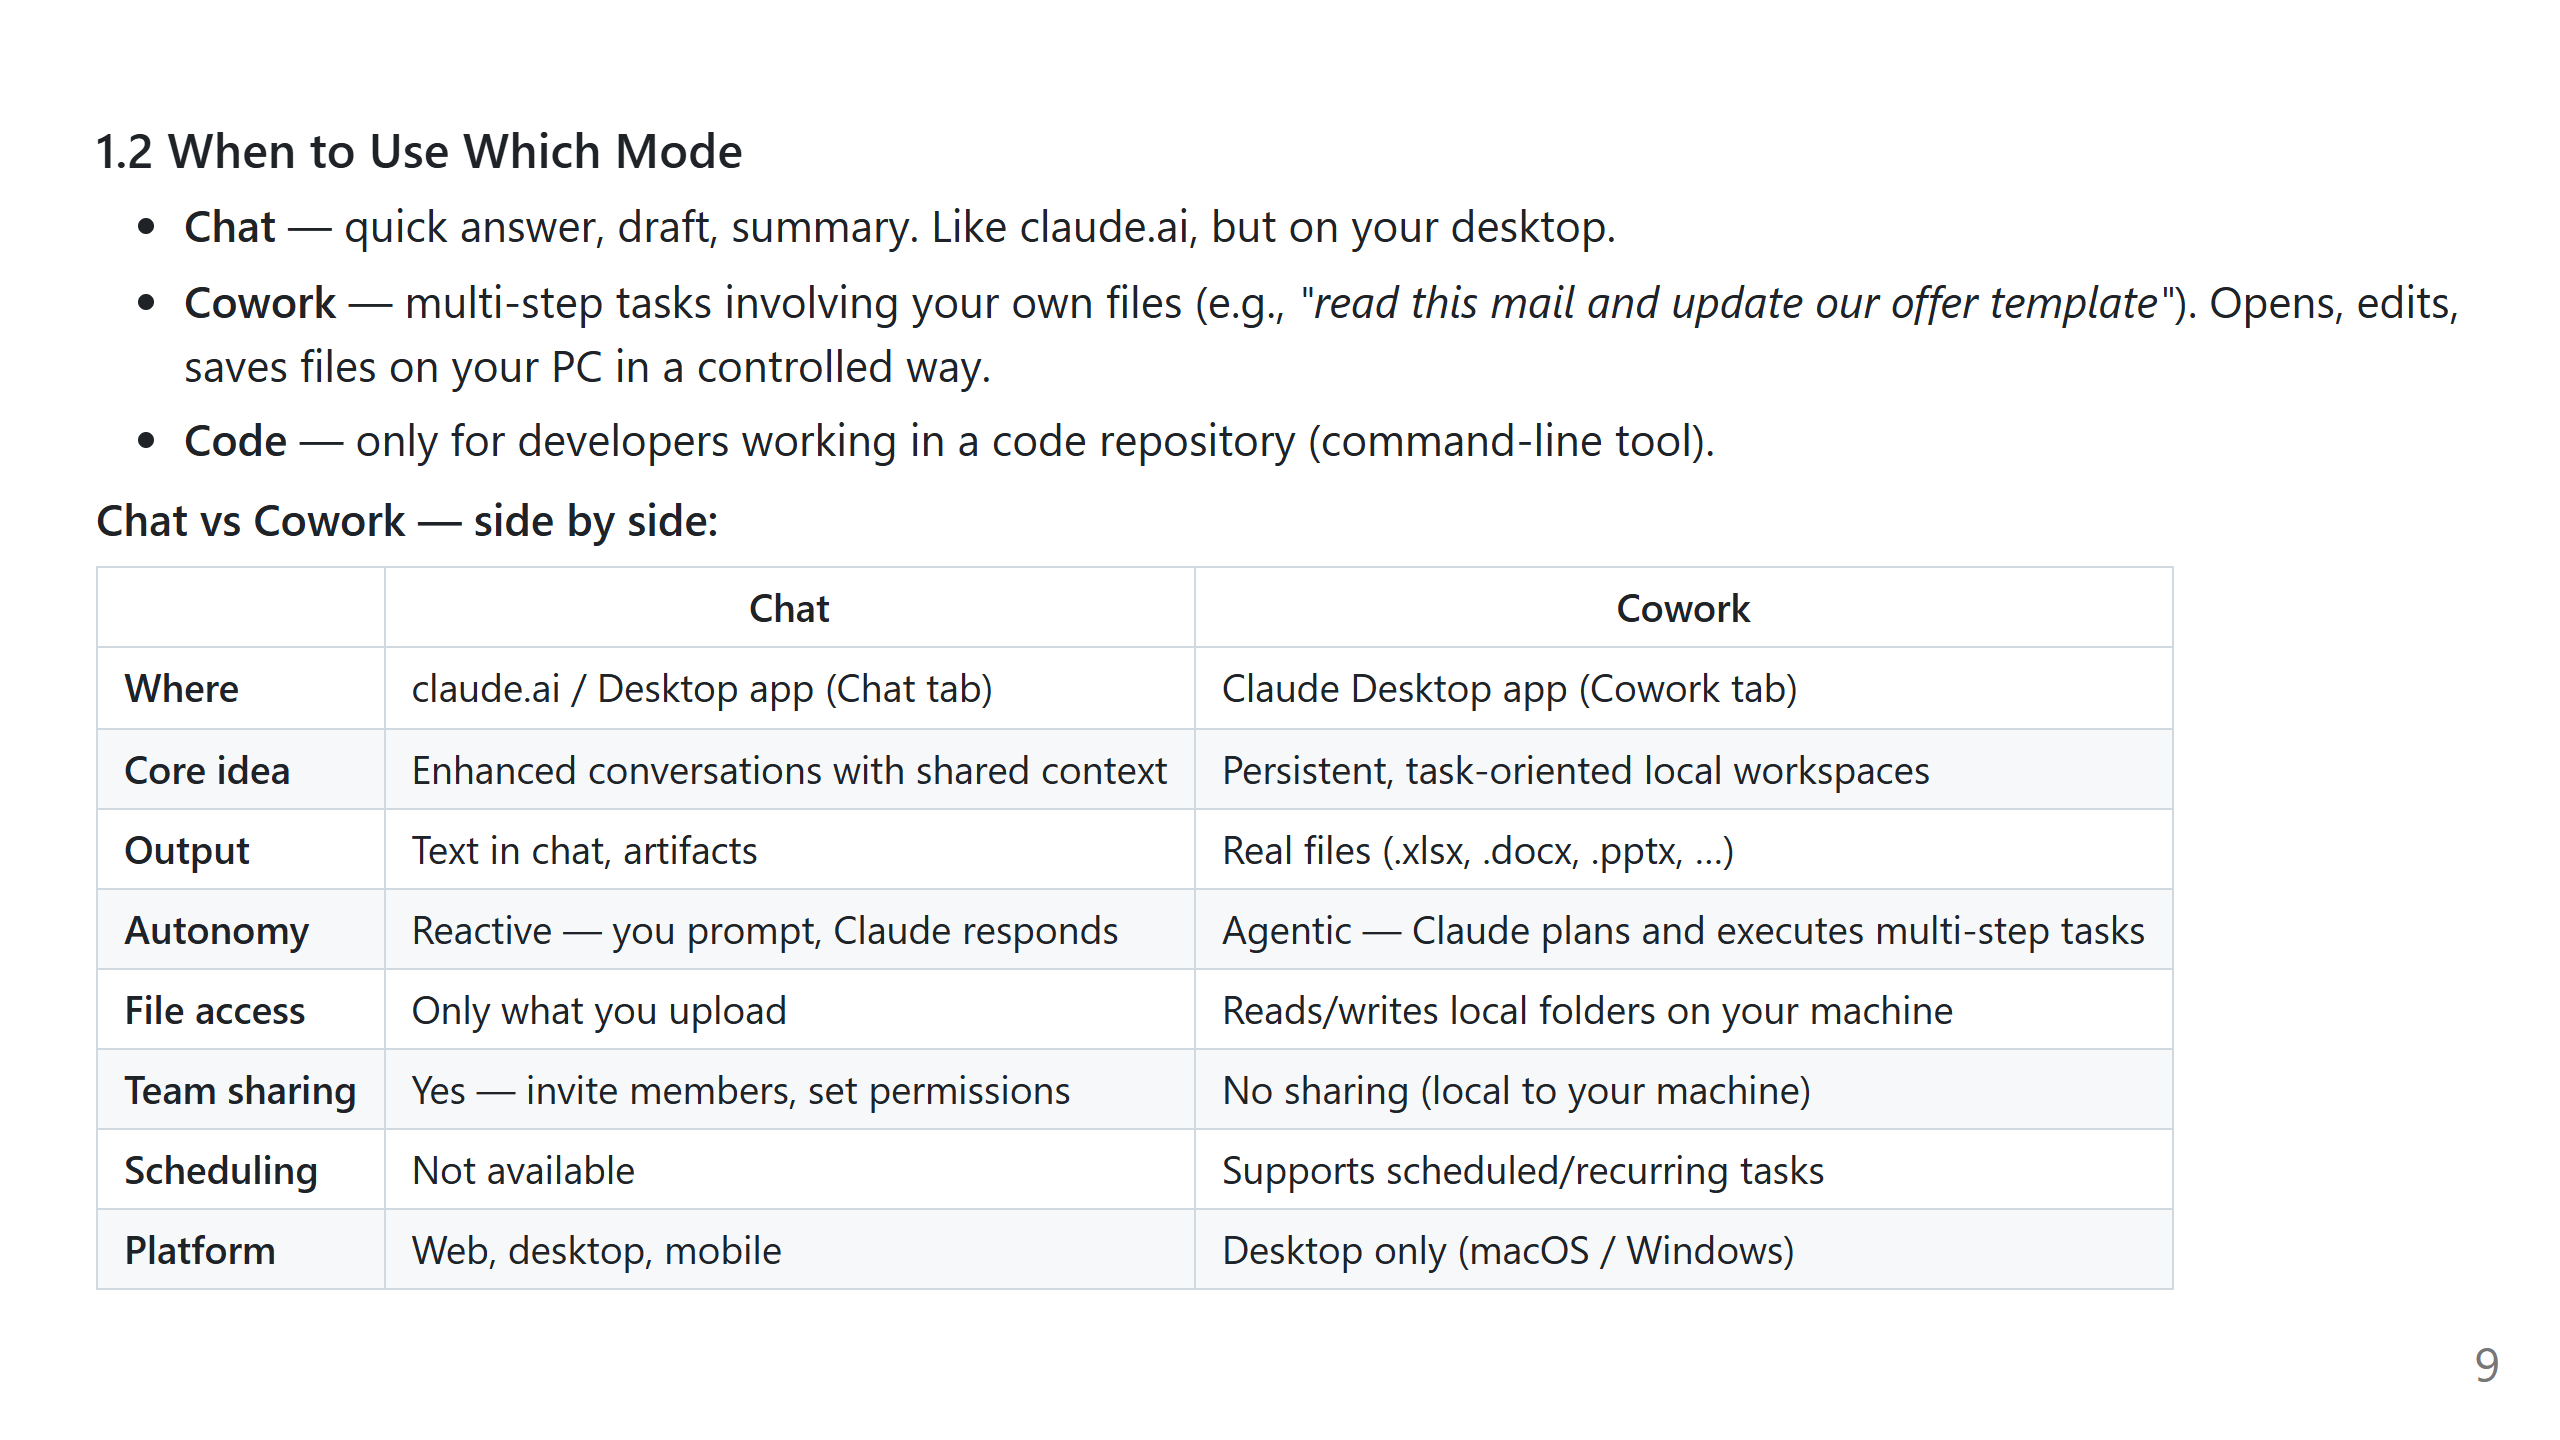 1.2 When to Use Which Mode
• Chat — quick answer, draft, summary. Like claude.ai, but on your desktop.
• Cowork — multi-step tasks involving your own files (e.g., "read this mail and update our offer template"). Opens, edits,
saves files on your PC in a controlled way.
• Code — only for developers working in a code repository (command-line tool).
Chat vs Cowork — side by side:
Chat Cowork
Where claude.ai / Desktop app (Chat tab) Claude Desktop app (Cowork tab)
Core idea Enhanced conversations with shared context Persistent, task-oriented local workspaces
Output Text in chat, artifacts Real files (.xlsx, .docx, .pptx, ...)
Autonomy Reactive — you prompt, Claude responds Agentic — Claude plans and executes multi-step tasks
File access Only what you upload Reads/writes local folders on your machine
Team sharing Yes — invite members, set permissions No sharing (local to your machine)
Scheduling Not available Supports scheduled/recurring tasks
Platform Web, desktop, mobile Desktop only (macOS / Windows)
9